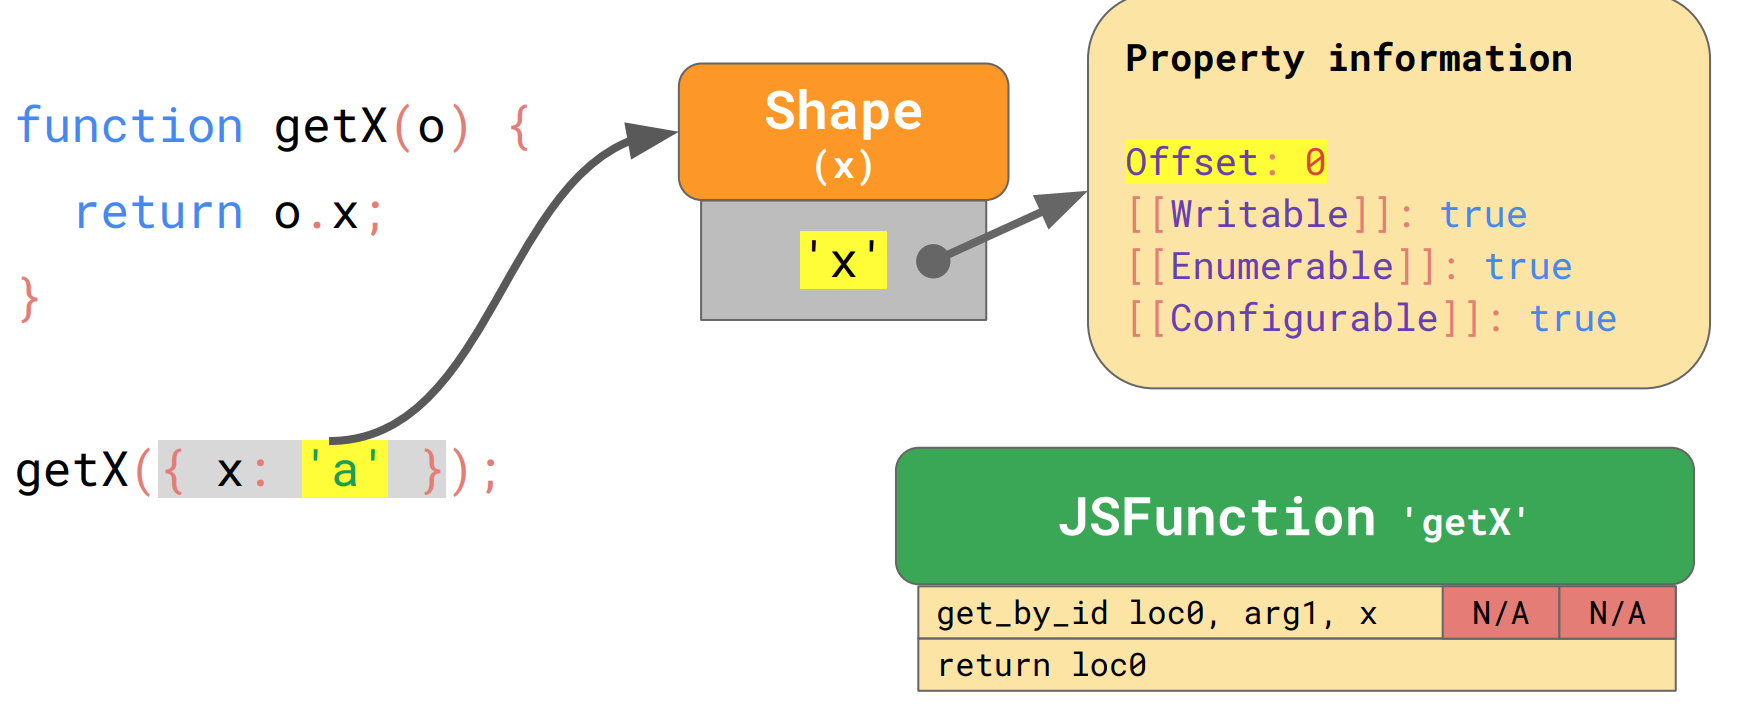 function getX(o) {
  return o.x;
}
getX({ x: 'a' });
Shape
(x)
'x'
Property information
Offset: 0
[[Writable]]: true
[[Enumerable]]: true
[[Configurable]]: true
JSFunction 'getX'
get_by_id loc0, arg1, x N/A N/A
return loc0